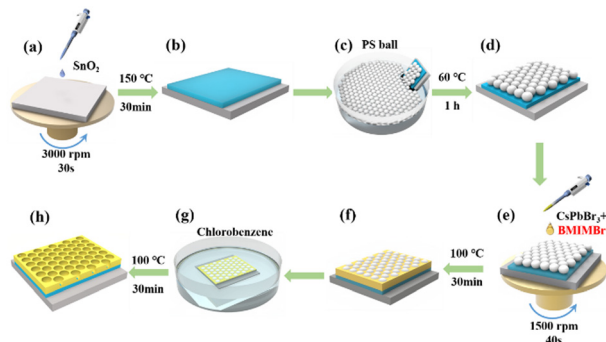 (a)
SnO₂
3000 rpm
30s
150 ℃
30min
(b)
(c)
PS ball
60 ℃
1 h
(d)
CsPbBr₃+
BMIMBr
(e)
1500 rpm
40s
100 ℃
30min
(f)
(g)
Chlorobenzene
100 ℃
30min
(h)